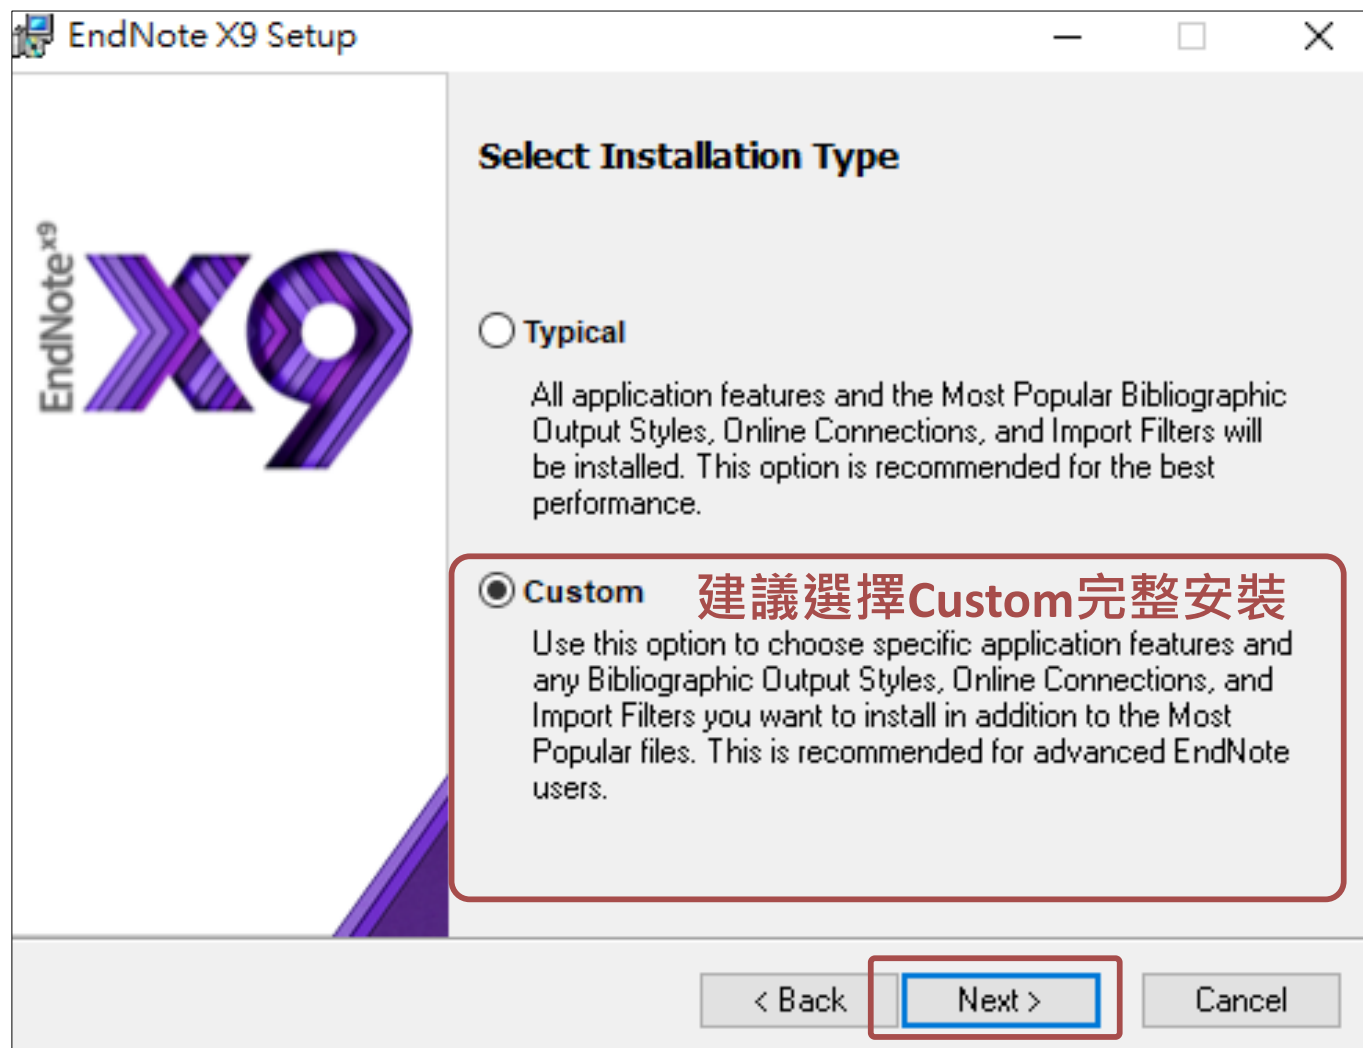 EndNote X9 Setup
EndNote x9
X9
Select Installation Type
Typical
All application features and the Most Popular Bibliographic
Output Styles, Online Connections, and Import Filters will
be installed. This option is recommended for the best
performance.
Custom 建議選擇Custom完整安裝
Use this option to choose specific application features and
any Bibliographic Output Styles, Online Connections, and
Import Filters you want to install in addition to the Most
Popular files. This is recommended for advanced EndNote
users.
< Back
Next >
Cancel